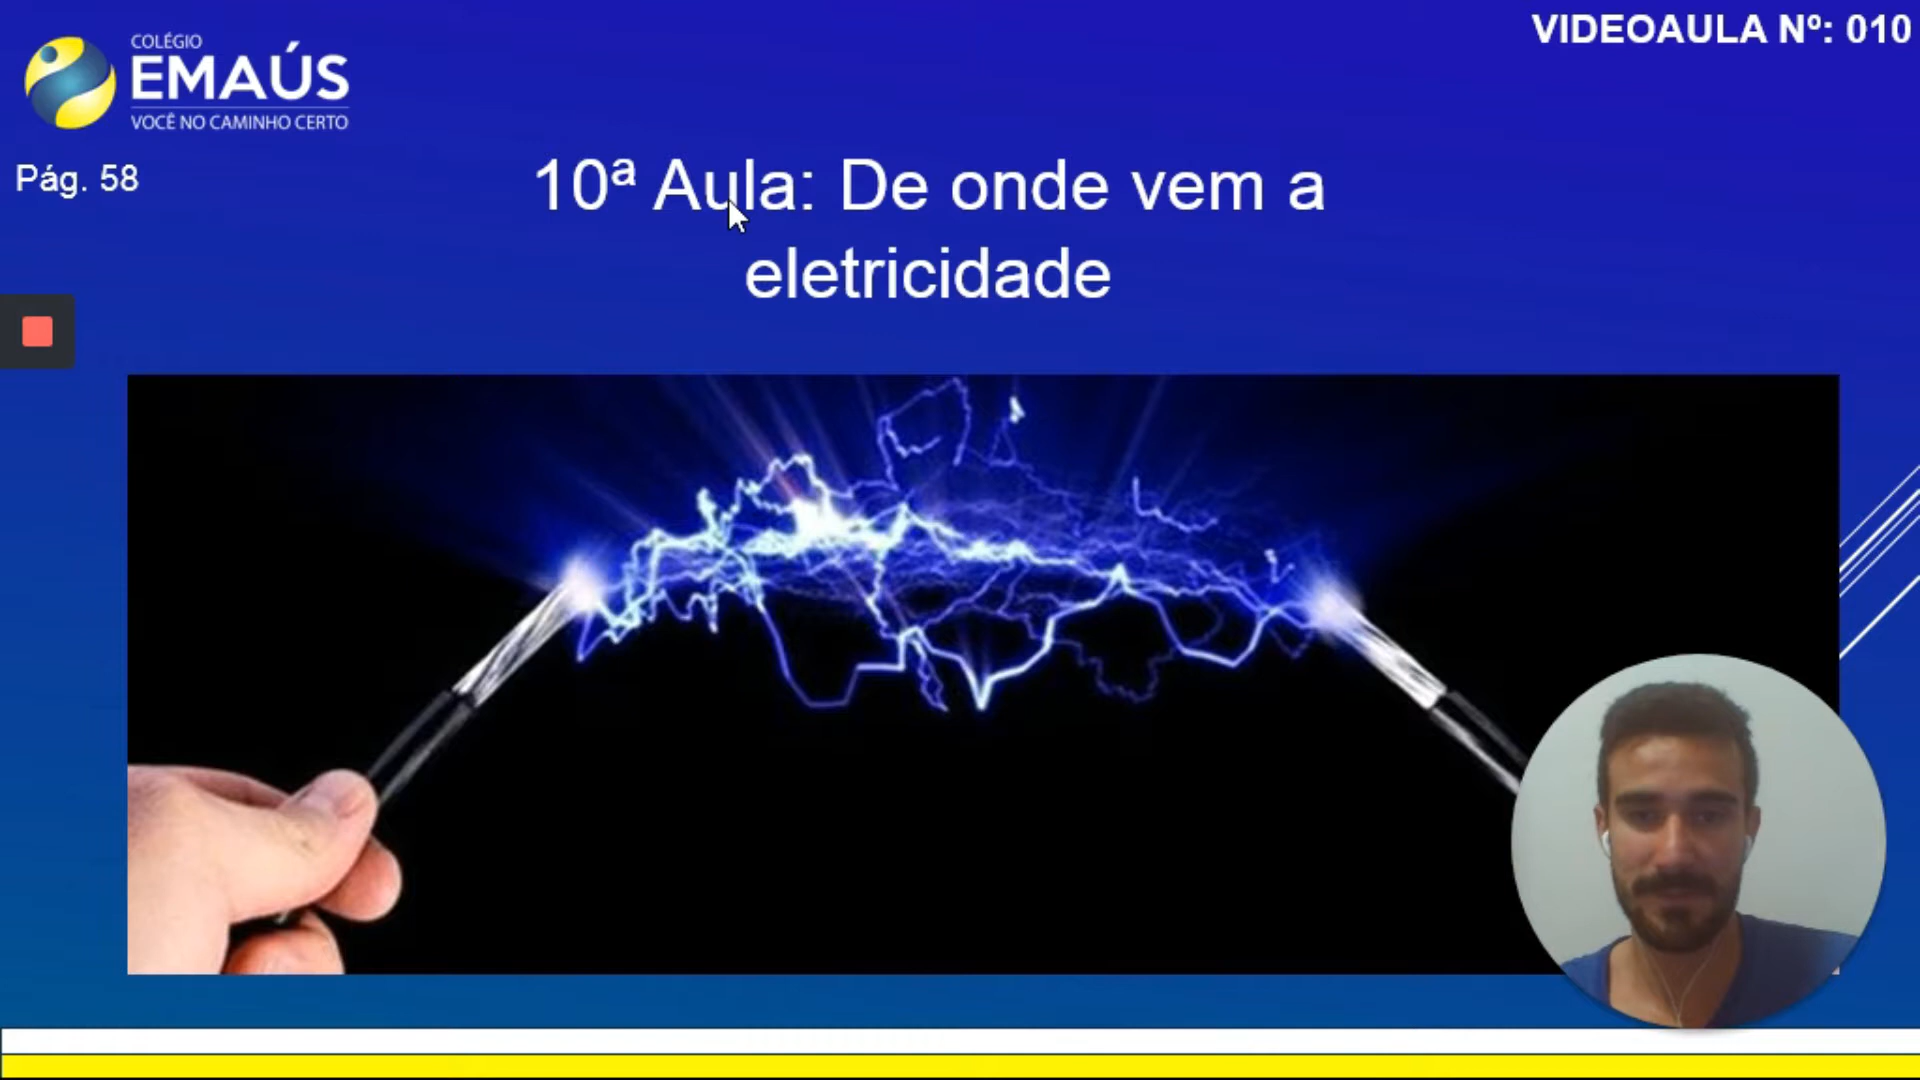 COLÉGIO
EMAÚS
VOCÊ NO CAMINHO CERTO
VIDEOAULA Nº: 010
Pág. 58
10ª Aula: De onde vem a
eletricidade